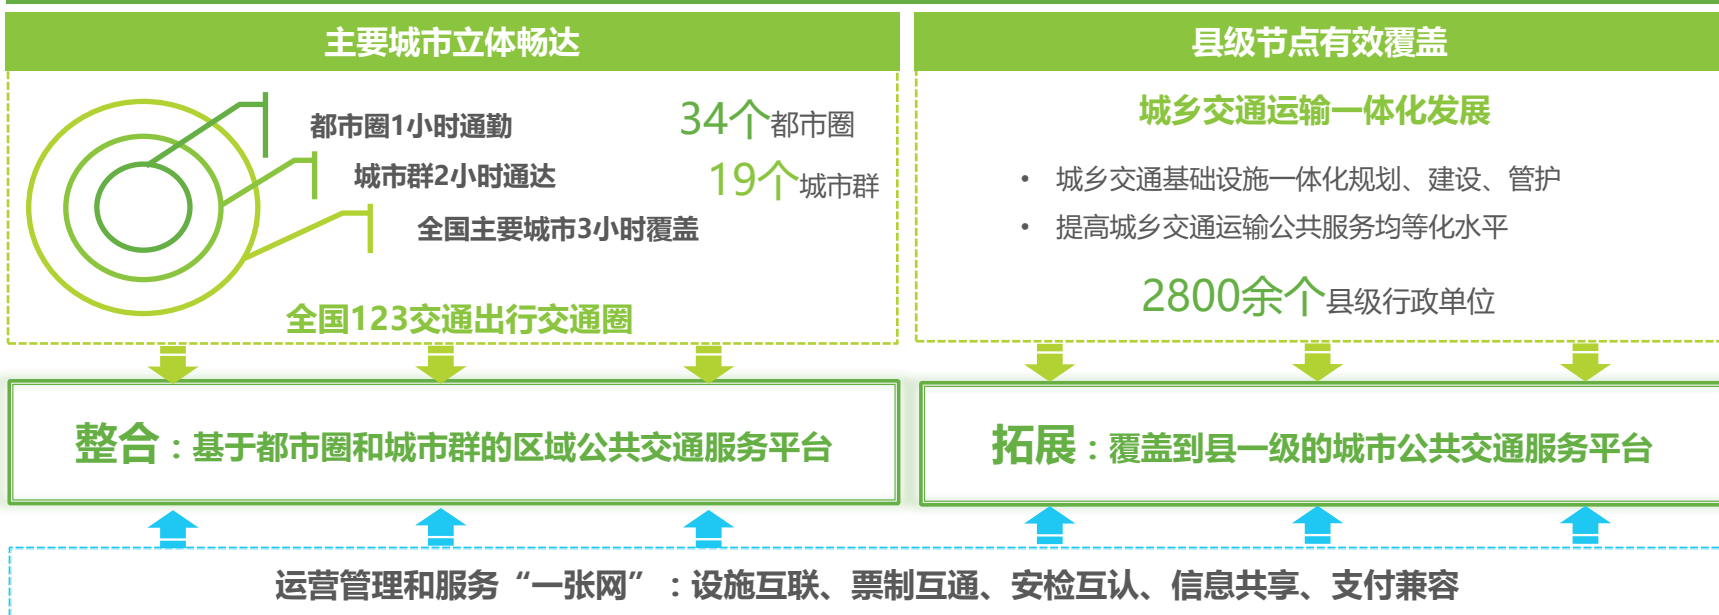 主要城市立体畅达
都市圈1小时通勤
34个都市圈
城市群2小时通达
19个城市群
全国主要城市3小时覆盖
全国123交通出行交通圈
县级节点有效覆盖
城乡交通运输一体化发展
• 城乡交通基础设施一体化规划、建设、管护
• 提高城乡交通运输公共服务均等化水平
2800余个县级行政单位
整合：基于都市圈和城市群的区域公共交通服务平台
拓展：覆盖到县一级的城市公共交通服务平台
运营管理和服务“一张网”：设施互联、票制互通、安检互认、信息共享、支付兼容